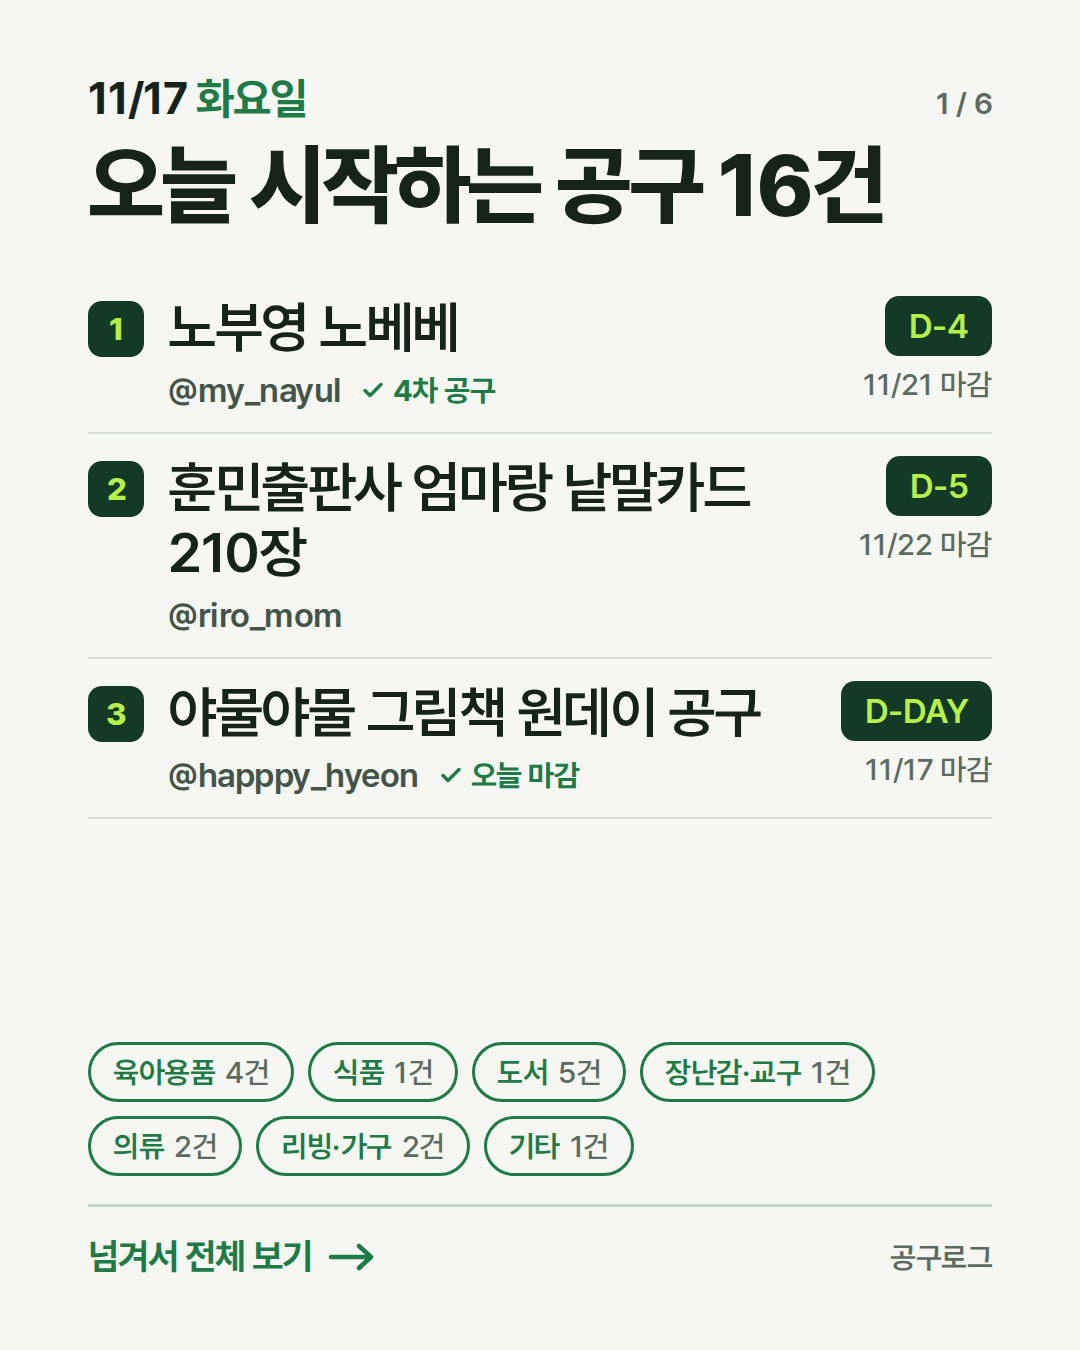 11/17 화요일
1 / 6
오늘 시작하는 공구 16건
1 노부영 노베베 D-4
@my_nayul ✓ 4차 공구 11/21 마감
2 훈민출판사 엄마랑 낱말카드 D-5
210장 11/22 마감
@riro_mom
3 야물야물 그림책 원데이 공구 D-DAY
@happpy_hyeon ✓ 오늘 마감 11/17 마감
육아용품 4건 식품 1건 도서 5건 장난감·교구 1건
의류 2건 리빙·가구 2건 기타 1건
넘겨서 전체 보기 → 공구로그